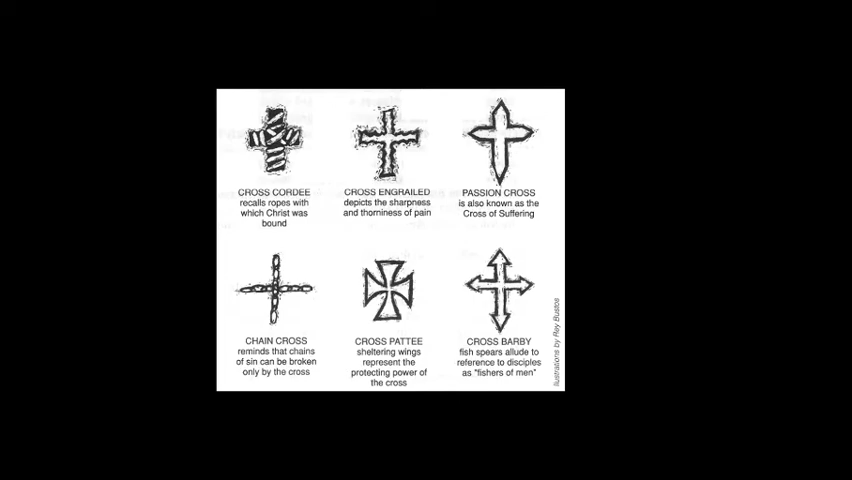 CROSS CORDEE
recalls ropes with
which Christ was
bound
CROSS ENGRAILED
depicts the sharpness
and thorniness of pain
PASSION CROSS
is also known as the
Cross of Suffering
CHAIN CROSS
reminds that chains
of sin can be broken
only by the cross
CROSS PATTEE
sheltering wings
represent the
protecting power of
the cross
CROSS BARBY
fish spears allude to
reference to disciples
as "fishers of men"
llustrations by Ray Bustos